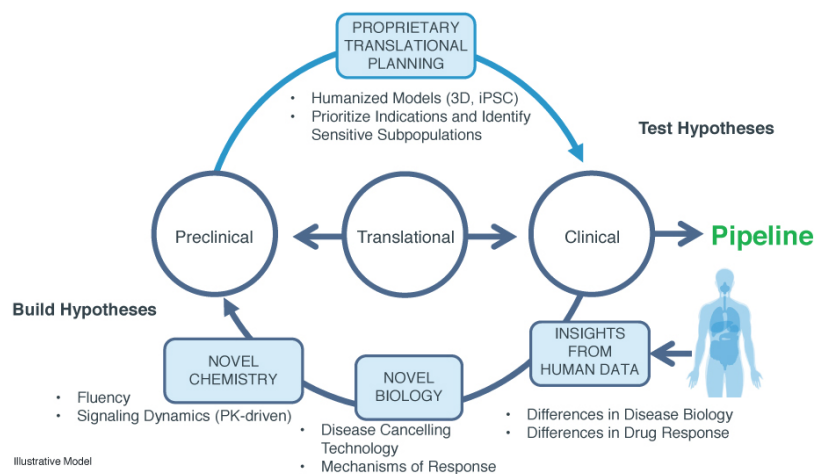 PROPRIETARY
TRANSLATIONAL
PLANNING
• Humanized Models (3D, iPSC)
• Prioritize Indications and Identify
Sensitive Subpopulations
Test Hypotheses
Preclinical
Translational
Clinical
Pipeline
Build Hypotheses
NOVEL
CHEMISTRY
• Fluency
• Signaling Dynamics (PK-driven)
NOVEL
BIOLOGY
• Disease Cancelling
Technology
• Mechanisms of Response
INSIGHTS
FROM
HUMAN DATA
• Differences in Disease Biology
• Differences in Drug Response
Illustrative Model